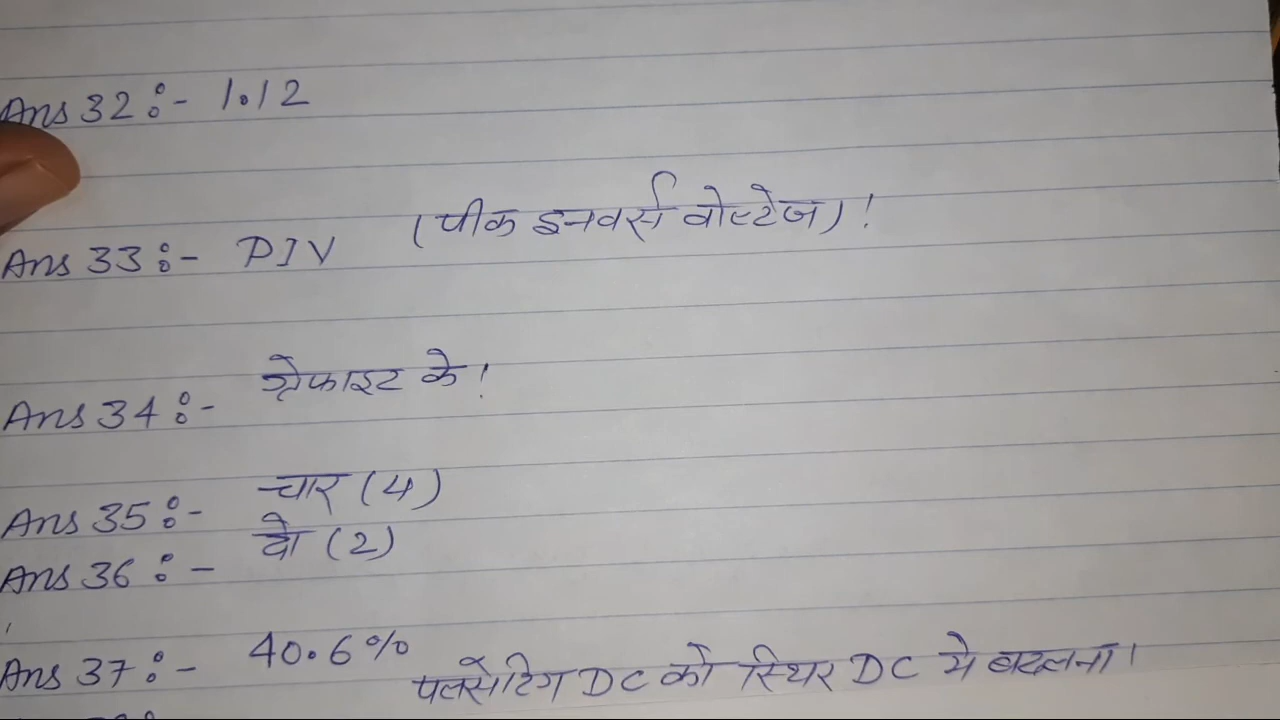 Ans 32 :- 1.12
Ans 33 :- PIV (पीक इनवर्स वोल्टेज) !
Ans 34 :- ग्रेफाइट के !
Ans 35 :- चार (4)
Ans 36 :- दो (2)
Ans 37 :- 40.6%
पल्सेटिग DC को स्थिर DC मे बदलना।